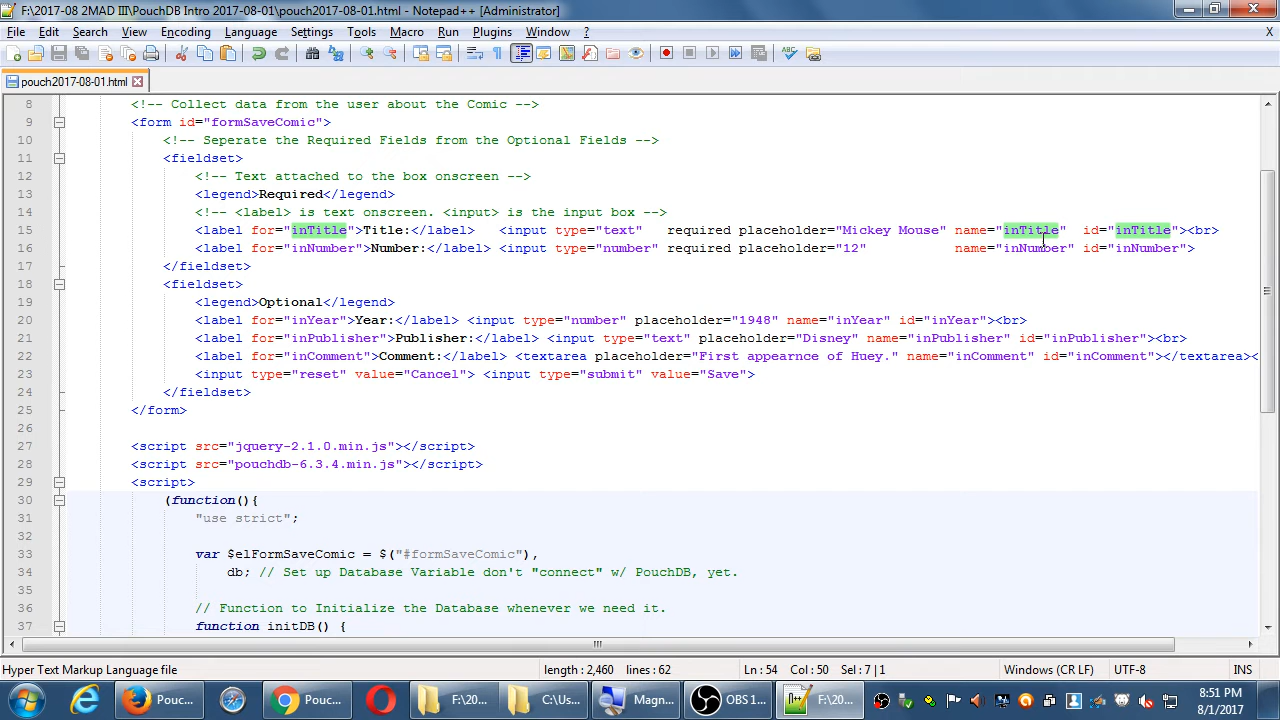 F:\2017-08 2MAD III\PouchDB Intro 2017-08-01\pouch2017-08-01.html - Notepad++ [Administrator]
File Edit Search View Encoding Language Settings Tools Macro Run Plugins Window ? X
pouch2017-08-01.html
8 <!-- Collect data from the user about the Comic -->
9 <form id="formSaveComic">
10 <!-- Seperate the Required Fields from the Optional Fields -->
11 <fieldset>
12 <!-- Text attached to the box onscreen -->
13 <legend>Required</legend>
14 <!-- <label> is text onscreen. <input> is the input box -->
15 <label for="inTitle">Title:</label> <input type="text" required placeholder="Mickey Mouse" name="inTitle" id="inTitle"><br>
16 <label for="inNumber">Number:</label> <input type="number" required placeholder="12" name="inNumber" id="inNumber">
17 </fieldset>
18 <fieldset>
19 <legend>Optional</legend>
20 <label for="inYear">Year:</label> <input type="number" placeholder="1948" name="inYear" id="inYear"><br>
21 <label for="inPublisher">Publisher:</label> <input type="text" placeholder="Disney" name="inPublisher" id="inPublisher"><br>
22 <label for="inComment">Comment:</label> <textarea placeholder="First appearnce of Huey." name="inComment" id="inComment"></textarea><
23 <input type="reset" value="Cancel"> <input type="submit" value="Save">
24 </fieldset>
25 </form>
26
27 <script src="jquery-2.1.0.min.js"></script>
28 <script src="pouchdb-6.3.4.min.js"></script>
29 <script>
30 (function(){
31 "use strict";
32
33 var $elFormSaveComic = $("#formSaveComic"),
34 db; // Set up Database Variable don't "connect" w/ PouchDB, yet.
35
36 // Function to Initialize the Database whenever we need it.
37 function initDB() {
Hyper Text Markup Language file length : 2,460 lines : 62 Ln : 54 Col : 50 Sel : 7 | 1 Windows (CR LF) UTF-8 INS
Pouc... Pouc... F:\20... C:\Us... Magn... OBS 1... F:\20... 8:51 PM
8/1/2017